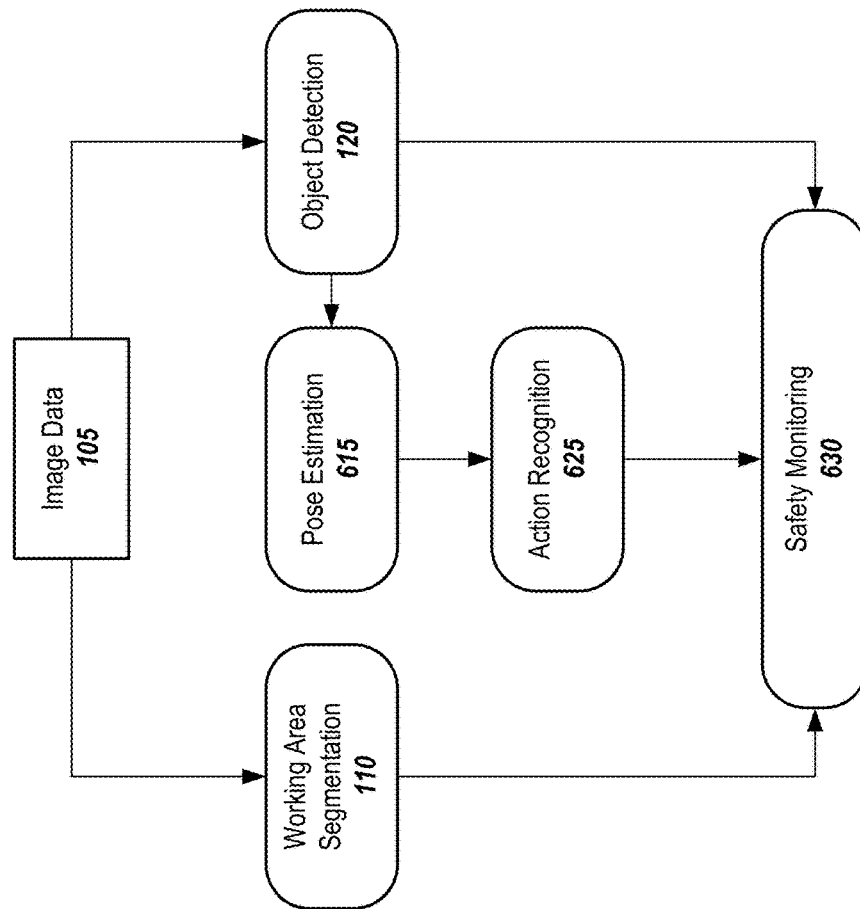 Image Data
105
Working Area
Segmentation
110
Pose Estimation
615
Object Detection
120
Action Recognition
625
Safety Monitoring
630